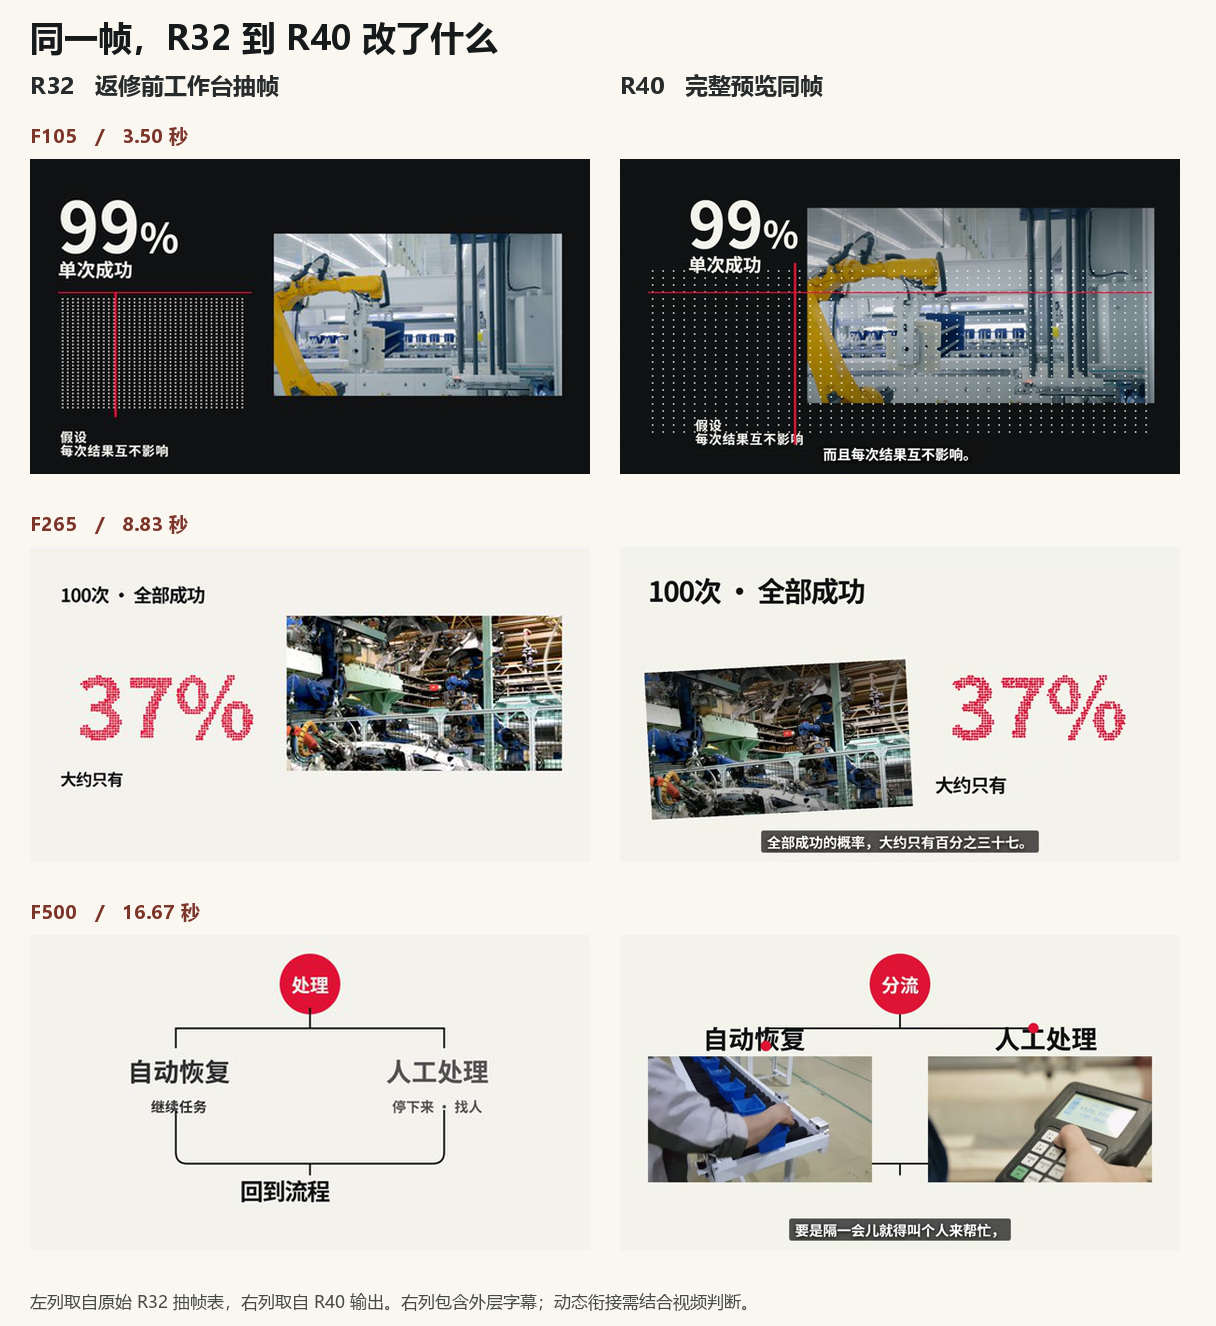 同一帧，R32 到 R40 改了什么
R32 返修前工作台抽帧
R40 完整预览同帧
F105 / 3.50 秒
99%
单次成功
假设
每次结果互不影响
99%
单次成功
假设
每次结果互不影响
而且每次结果互不影响。
F265 / 8.83 秒
100次 · 全部成功
37%
大约只有
100次 · 全部成功
37%
大约只有
全部成功的概率，大约只有百分之三十七。
F500 / 16.67 秒
处理
自动恢复
人工处理
继续任务
停下来 · 找人
回到流程
分流
自动恢复
人工处理
要是隔一会儿就得叫个人来帮忙，
左列取自原始 R32 抽帧表，右列取自 R40 输出。右列包含外层字幕；动态衔接需结合视频判断。